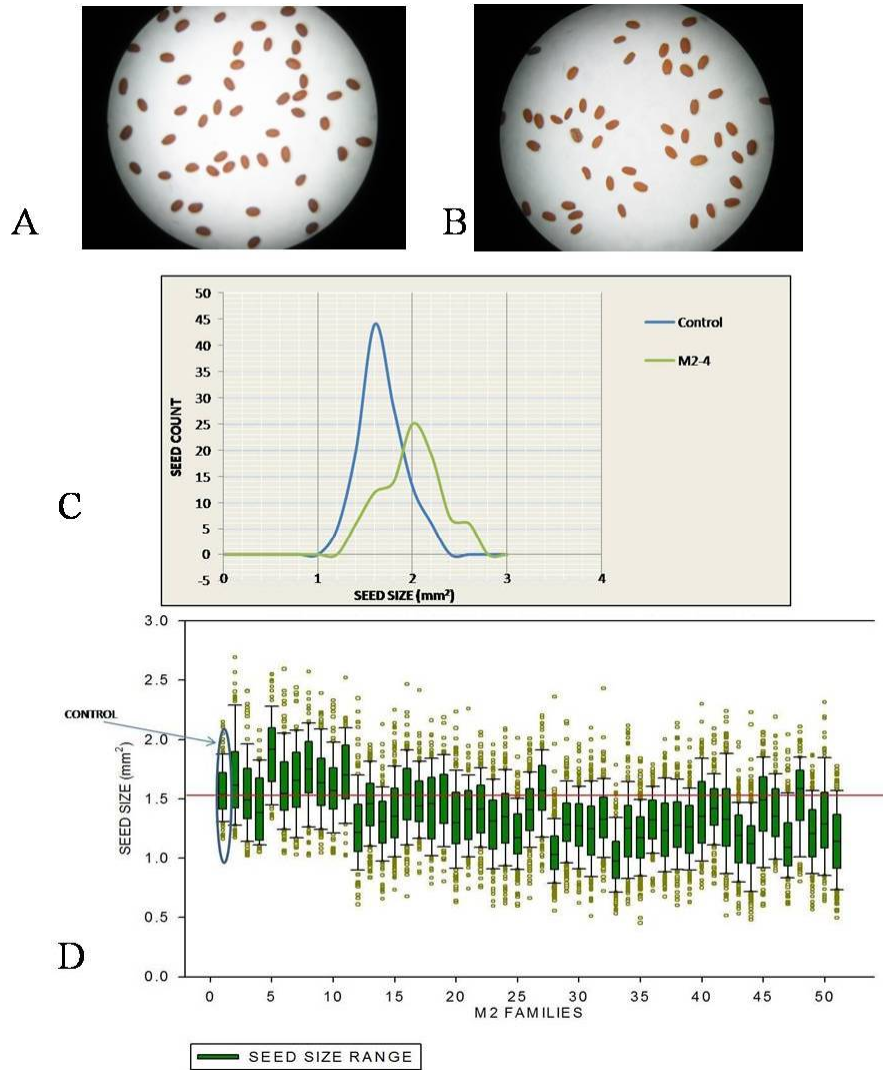 A
B
C
50
45
40
35
30
25
20
15
10
5
0
-5
SEED COUNT
0 1 2 3 4
SEED SIZE (mm²)
Control
M2-4
D
CONTROL
3.0
2.5
2.0
1.5
1.0
0.5
0.0
SEED SIZE (mm²)
0 5 10 15 20 25 30 35 40 45 50
M2 FAMILIES
SEED SIZE RANGE